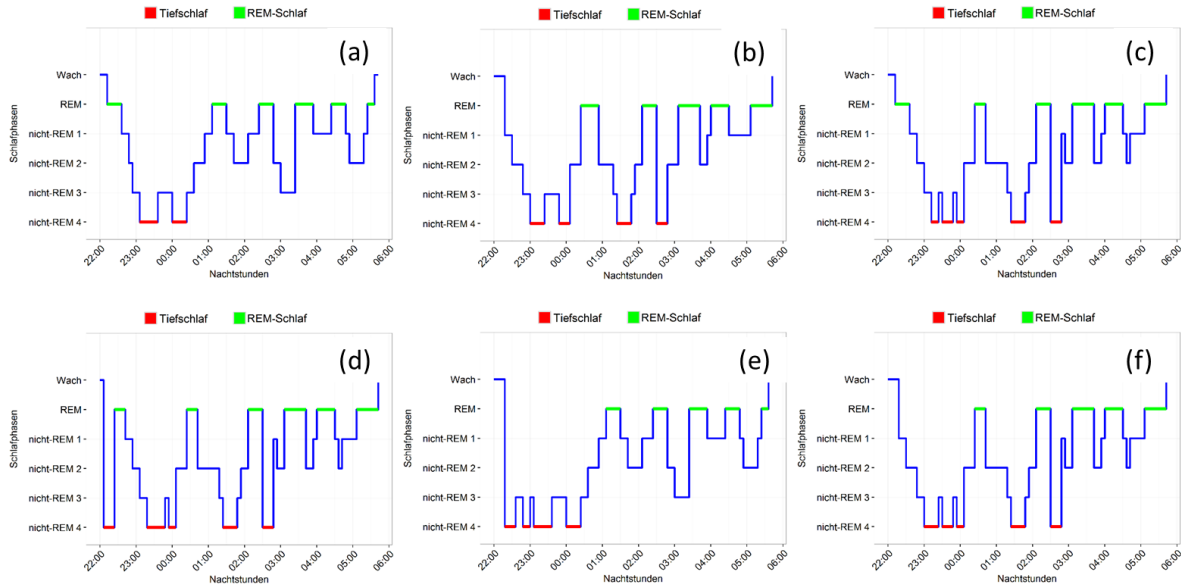 Tiefschlaf REM-Schlaf
(a)
Schlafphasen
Wach
REM
nicht-REM 1
nicht-REM 2
nicht-REM 3
nicht-REM 4
22:00 23:00 00:00 01:00 02:00 03:00 04:00 05:00 06:00
Nachtstunden
Tiefschlaf REM-Schlaf
(b)
Schlafphasen
Wach
REM
nicht-REM 1
nicht-REM 2
nicht-REM 3
nicht-REM 4
22:00 23:00 00:00 01:00 02:00 03:00 04:00 05:00 06:00
Nachtstunden
Tiefschlaf REM-Schlaf
(c)
Schlafphasen
Wach
REM
nicht-REM 1
nicht-REM 2
nicht-REM 3
nicht-REM 4
22:00 23:00 00:00 01:00 02:00 03:00 04:00 05:00 06:00
Nachtstunden
Tiefschlaf REM-Schlaf
(d)
Schlafphasen
Wach
REM
nicht-REM 1
nicht-REM 2
nicht-REM 3
nicht-REM 4
22:00 23:00 00:00 01:00 02:00 03:00 04:00 05:00 06:00
Nachtstunden
Tiefschlaf REM-Schlaf
(e)
Schlafphasen
Wach
REM
nicht-REM 1
nicht-REM 2
nicht-REM 3
nicht-REM 4
22:00 23:00 00:00 01:00 02:00 03:00 04:00 05:00 06:00
Nachtstunden
Tiefschlaf REM-Schlaf
(f)
Schlafphasen
Wach
REM
nicht-REM 1
nicht-REM 2
nicht-REM 3
nicht-REM 4
22:00 23:00 00:00 01:00 02:00 03:00 04:00 05:00 06:00
Nachtstunden